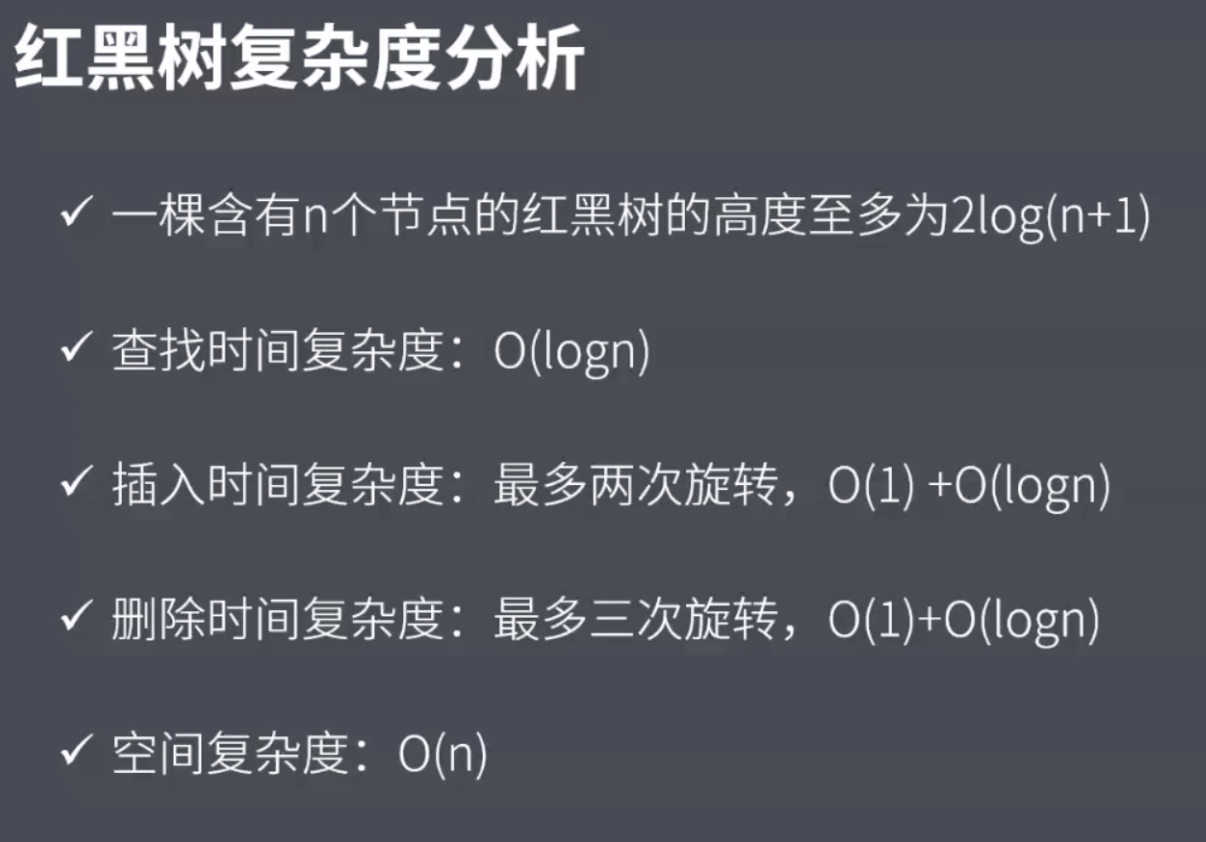 红黑树复杂度分析
✓ 一棵含有n个节点的红黑树的高度至多为2log(n+1)
✓ 查找时间复杂度：O(logn)
✓ 插入时间复杂度：最多两次旋转，O(1) +O(logn)
✓ 删除时间复杂度：最多三次旋转，O(1)+O(logn)
✓ 空间复杂度：O(n)